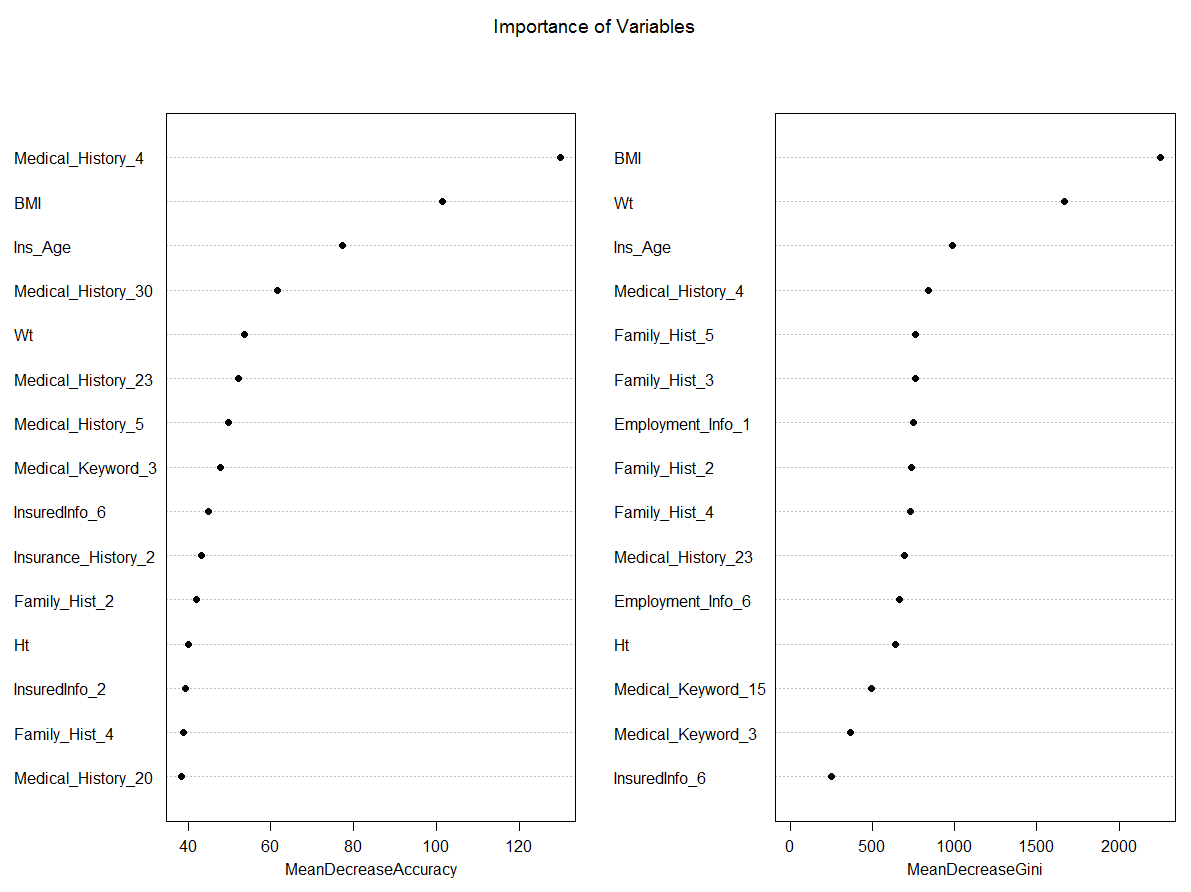 Importance of Variables
Medical_History_4
BMI
Ins_Age
Medical_History_30
Wt
Medical_History_23
Medical_History_5
Medical_Keyword_3
InsuredInfo_6
Insurance_History_2
Family_Hist_2
Ht
InsuredInfo_2
Family_Hist_4
Medical_History_20
40 60 80 100 120
MeanDecreaseAccuracy
BMI
Wt
Ins_Age
Medical_History_4
Family_Hist_5
Family_Hist_3
Employment_Info_1
Family_Hist_2
Family_Hist_4
Medical_History_23
Employment_Info_6
Ht
Medical_Keyword_15
Medical_Keyword_3
InsuredInfo_6
0 500 1000 1500 2000
MeanDecreaseGini